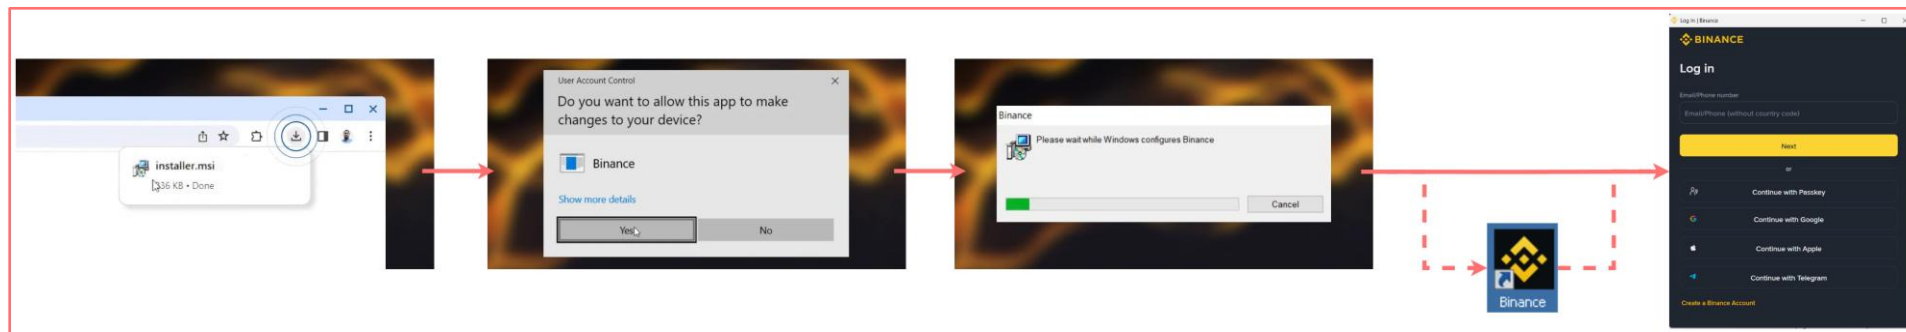 installer.msi
336 KB • Done
User Account Control
Do you want to allow this app to make
changes to your device?
Binance
Show more details
Yes
No
Binance
Please wait while Windows configures Binance
Cancel
Binance
Log In | Binance
BINANCE
Log in
Email/Phone number
Email/Phone (without country code)
Next
or
Continue with Passkey
Continue with Google
Continue with Apple
Continue with Telegram
Create a Binance Account